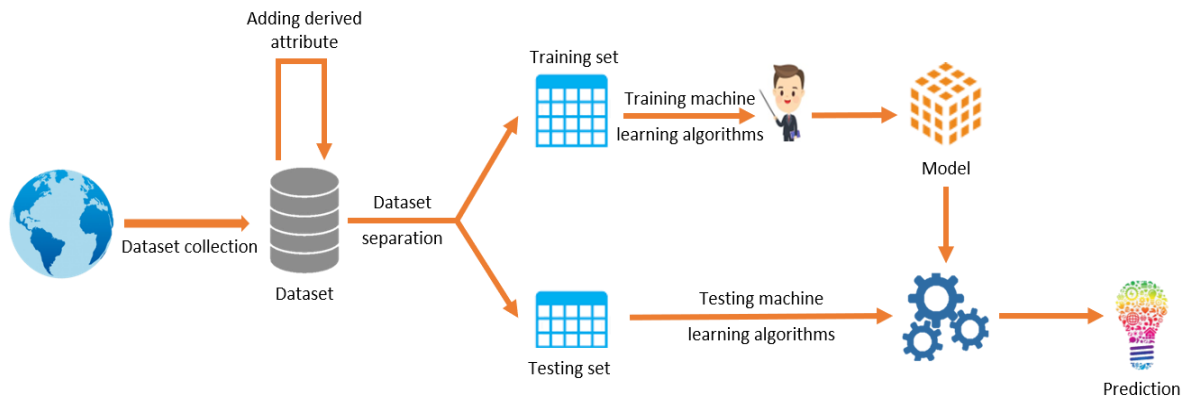 Adding derived
attribute
Training set
Training machine
learning algorithms
Model
Dataset collection
Dataset
Dataset
separation
Testing machine
learning algorithms
Testing set
Prediction